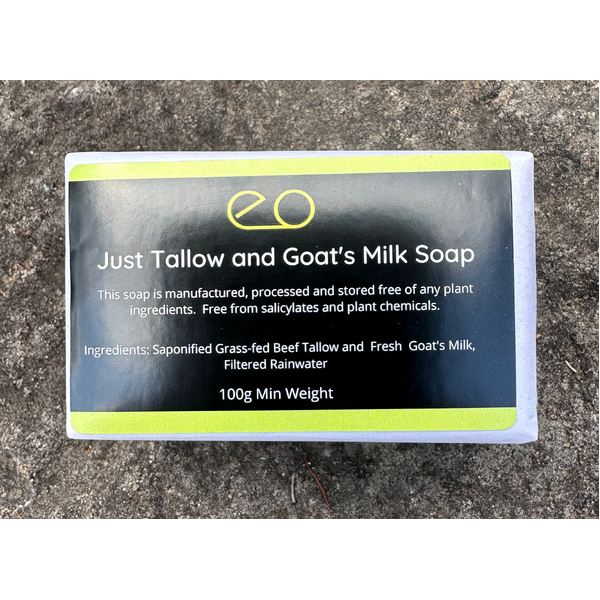 eo
Just Tallow and Goat's Milk Soap
This soap is manufactured, processed and stored free of any plant
ingredients. Free from salicylates and plant chemicals.
Ingredients: Saponified Grass-fed Beef Tallow and Fresh Goat's Milk,
Filtered Rainwater
100g Min Weight